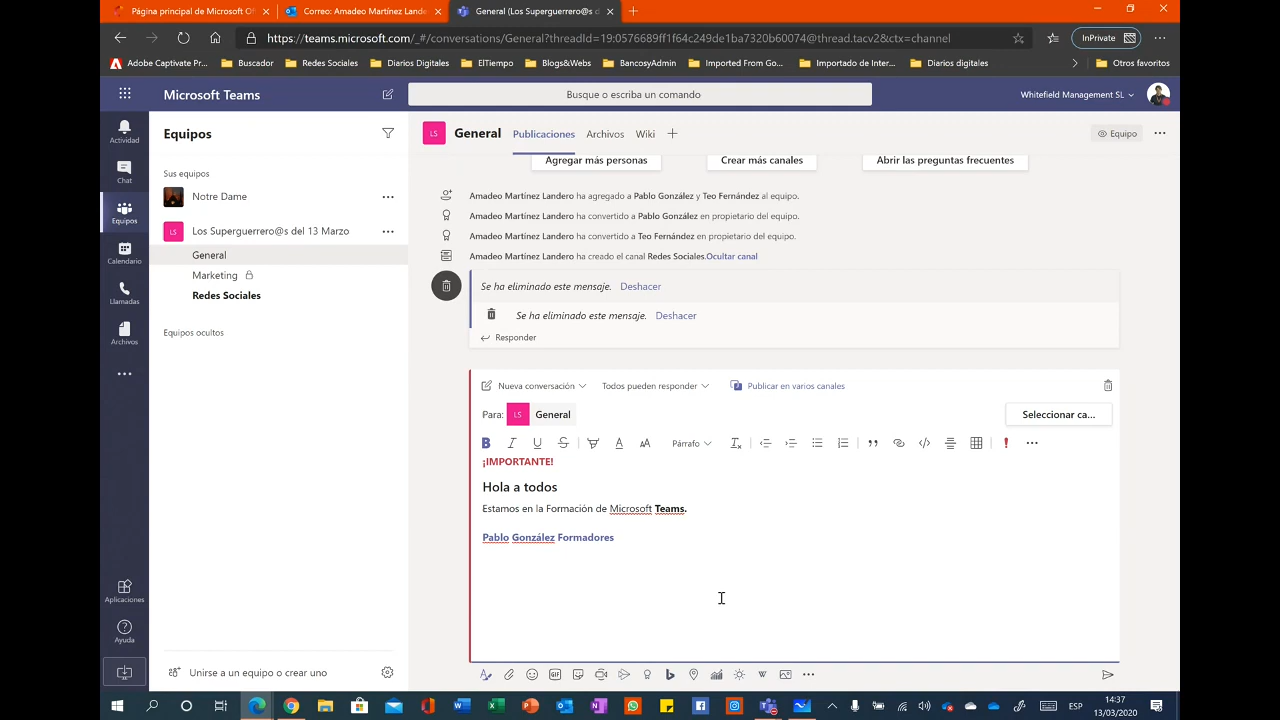 Página principal de Microsoft Of
Correo: Amadeo Martínez Lande
General (Los Superguerrero@s d
https://teams.microsoft.com/_#/conversations/General?threadId=19:0576689ff1f64c249de1ba7320b60074@thread.tacv2&ctx=channel
InPrivate
Adobe Captivate Pr...
Buscador
Redes Sociales
Diarios Digitales
ElTiempo
Blogs&Webs
BancosyAdmin
Imported From Go...
Importado de Inter...
Diarios digitales
Otros favoritos
Microsoft Teams
Busque o escriba un comando
Whitefield Management SL
Actividad
Chat
Equipos
Calendario
Llamadas
Archivos
Aplicaciones
Ayuda
Equipos
Sus equipos
Notre Dame
LS Los Superguerrero@s del 13 Marzo
General
Marketing
Redes Sociales
Equipos ocultos
Unirse a un equipo o crear uno
LS General Publicaciones Archivos Wiki
Equipo
Agregar más personas
Crear más canales
Abrir las preguntas frecuentes
Amadeo Martínez Landero ha agregado a Pablo González y Teo Fernández al equipo.
Amadeo Martínez Landero ha convertido a Pablo González en propietario del equipo.
Amadeo Martínez Landero ha convertido a Teo Fernández en propietario del equipo.
Amadeo Martínez Landero ha creado el canal Redes Sociales.Ocultar canal
Se ha eliminado este mensaje. Deshacer
Se ha eliminado este mensaje. Deshacer
Responder
Nueva conversación
Todos pueden responder
Publicar en varios canales
Para: LS General
Seleccionar ca...
B I U S A AA Párrafo
¡IMPORTANTE!
Hola a todos
Estamos en la Formación de Microsoft Teams.
Pablo González Formadores
GIF
ESP
14:37
13/03/2020